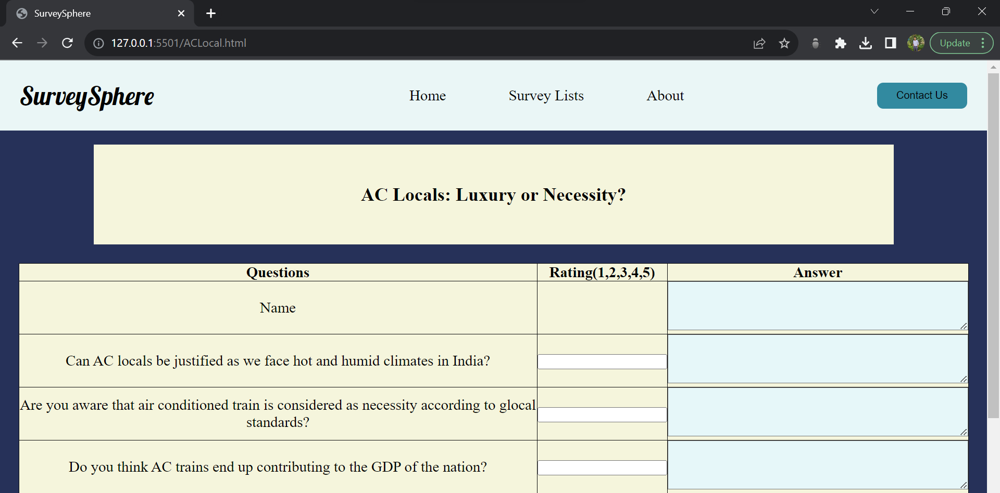 SurveySphere
127.0.0.1:5501/ACLocal.html
Update
SurveySphere
Home
Survey Lists
About
Contact Us
AC Locals: Luxury or Necessity?
Questions
Rating(1,2,3,4,5)
Answer
Name
Can AC locals be justified as we face hot and humid climates in India?
Are you aware that air conditioned train is considered as necessity according to glocal
standards?
Do you think AC trains end up contributing to the GDP of the nation?